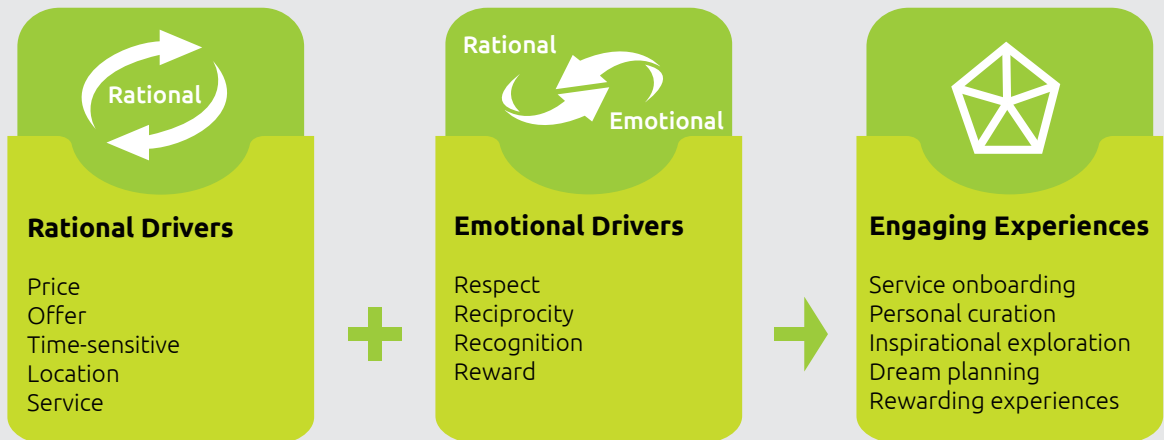 Rational
Rational
Emotional
Rational Drivers
Price
Offer
Time-sensitive
Location
Service
Emotional Drivers
Respect
Reciprocity
Recognition
Reward
Engaging Experiences
Service onboarding
Personal curation
Inspirational exploration
Dream planning
Rewarding experiences